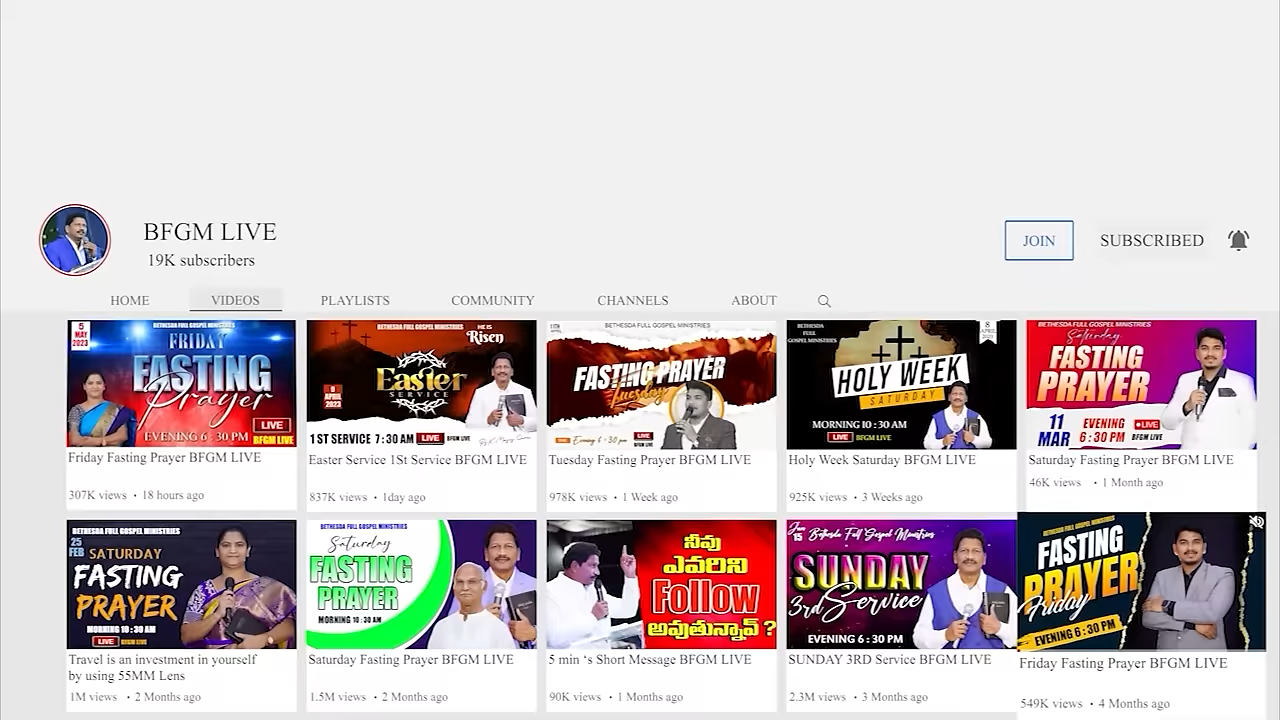 BFGM LIVE
19K subscribers
JOIN
SUBSCRIBED
HOME
VIDEOS
PLAYLISTS
COMMUNITY
CHANNELS
ABOUT
5
MAY
2023
BETHESDA FULL GOSPEL MINISTRIES
FRIDAY
FASTING
Prayer
LIVE
EVENING 6 : 30 PM
BFGM LIVE
Friday Fasting Prayer BFGM LIVE
307K views • 18 hours ago
BETHESDA FULL GOSPEL MINISTRIES
HE IS
Risen
Easter
SERVICE
9
APRIL
2023
1ST SERVICE 7 : 30 AM LIVE BFGM LIVE
Easter Service 1St Service BFGM LIVE
837K views • 1day ago
BETHESDA FULL GOSPEL MINISTRIES
FASTING PRAYER
Tuesday
Evening 6 : 30 pm
LIVE
BFGM LIVE
Tuesday Fasting Prayer BFGM LIVE
978K views • 1 Week ago
BETHESDA
FULL
GOSPEL MINISTRIES
8
APRIL
2023
HOLY WEEK
SATURDAY
MORNING 10 : 30 AM
LIVE BFGM LIVE
Holy Week Saturday BFGM LIVE
925K views • 3 Weeks ago
BETHESDA FULL GOSPEL MINISTRIES
Saturday
FASTING
PRAYER
11
MAR
EVENING
6 : 30 PM
LIVE
BFGM LIVE
Saturday Fasting Prayer BFGM LIVE
46K views • 1 Month ago
BETHESDA FULL GOSPEL MINISTRIES
25
FEB
SATURDAY
FASTING
PRAYER
MORNING 10 : 30 AM
LIVE BFGM LIVE
Travel is an investment in yourself
by using 55MM Lens
1M views • 2 Months ago
BETHESDA FULL GOSPEL MINISTRIES
Saturday
FASTING
PRAYER
MORNING 10 : 30 AM
Saturday Fasting Prayer BFGM LIVE
1.5M views • 2 Months ago
నీవు
ఎవరిని
Follow
అవుతున్నావ్ ?
5 min ‘s Short Message BFGM LIVE
90K views • 1 Months ago
Jan
15
Bethesda Full Gospel Ministries
SUNDAY
3rd Service
EVENING 6 : 30 PM
SUNDAY 3RD Service BFGM LIVE
2.3M views • 3 Months ago
BETHESDA FULL GOSPEL MINISTRIES
FASTING
PRAYER
Friday
EVENING 6 : 30 PM
Friday Fasting Prayer BFGM LIVE
549K views • 4 Months ago